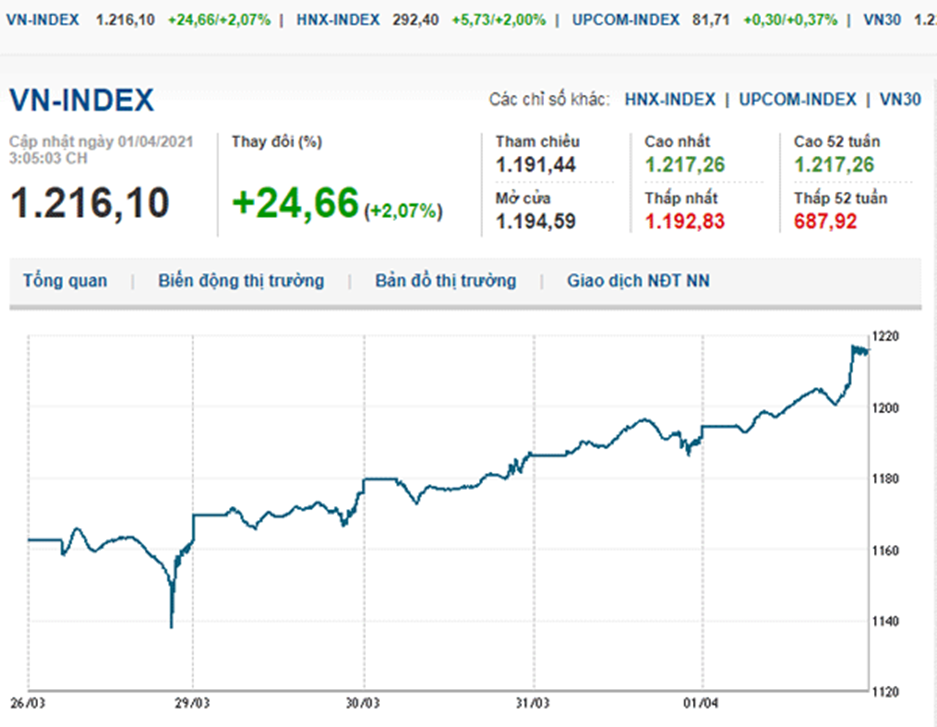 VN-INDEX 1.216,10 +24,66/+2,07% | HNX-INDEX 292,40 +5,73/+2,00% | UPCOM-INDEX 81,71 +0,30/+0,37% | VN30
VN-INDEX
Các chỉ số khác: HNX-INDEX | UPCOM-INDEX | VN30
Cập nhật ngày 01/04/2021
3:05:03 CH
1.216,10
Thay đổi (%)
+24,66 (+2,07%)
Tham chiếu
1.191,44
Mở cửa
1.194,59
Cao nhất
1.217,26
Thấp nhất
1.192,83
Cao 52 tuần
1.217,26
Thấp 52 tuần
687,92
Tổng quan | Biến động thị trường | Bản đồ thị trường | Giao dịch NĐT NN
1220
1200
1180
1160
1140
1120
26/03 29/03 30/03 31/03 01/04